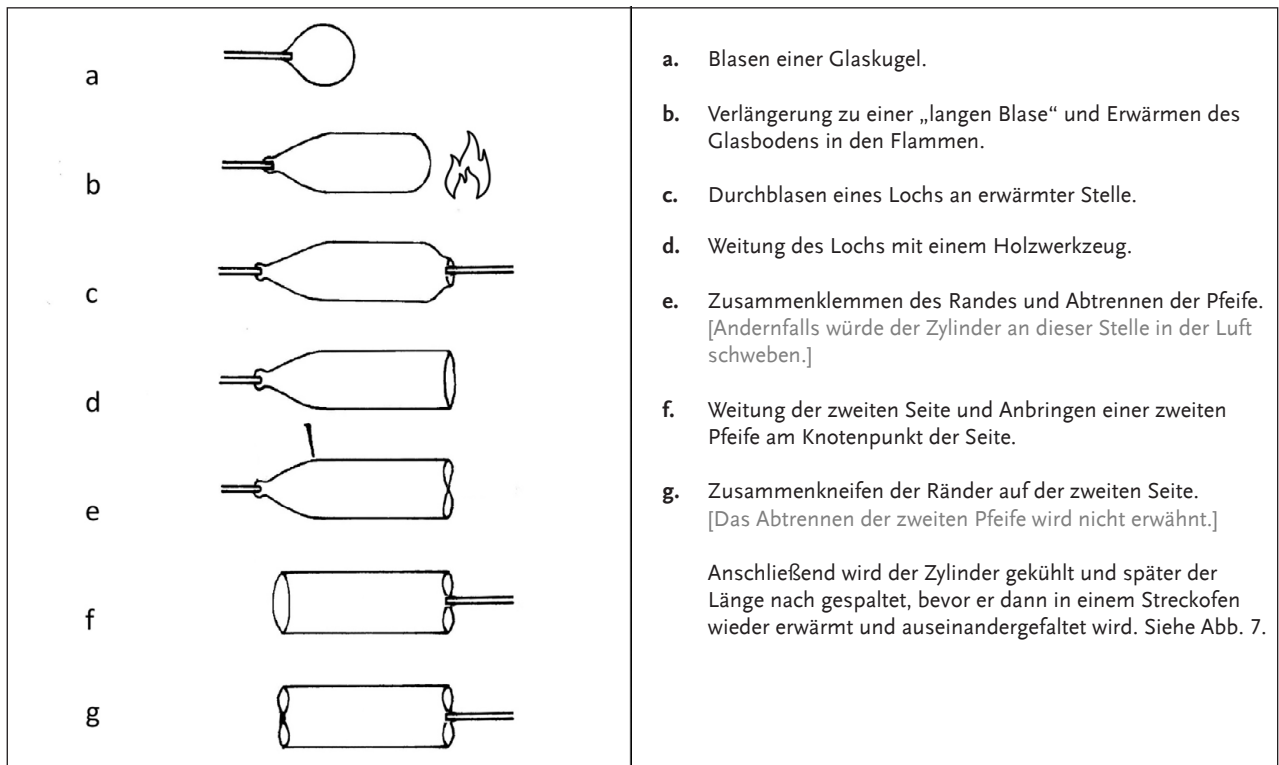 a
b
c
d
e
f
g
a. Blasen einer Glaskugel.
b. Verlängerung zu einer „langen Blase“ und Erwärmen des
Glasbodens in den Flammen.
c. Durchblasen eines Lochs an erwärmter Stelle.
d. Weitung des Lochs mit einem Holzwerkzeug.
e. Zusammenklemmen des Randes und Abtrennen der Pfeife.
[Andernfalls würde der Zylinder an dieser Stelle in der Luft
schweben.]
f. Weitung der zweiten Seite und Anbringen einer zweiten
Pfeife am Knotenpunkt der Seite.
g. Zusammenkneifen der Ränder auf der zweiten Seite.
[Das Abtrennen der zweiten Pfeife wird nicht erwähnt.]
Anschließend wird der Zylinder gekühlt und später der
Länge nach gespaltet, bevor er dann in einem Streckofen
wieder erwärmt und auseinandergefaltet wird. Siehe Abb. 7.